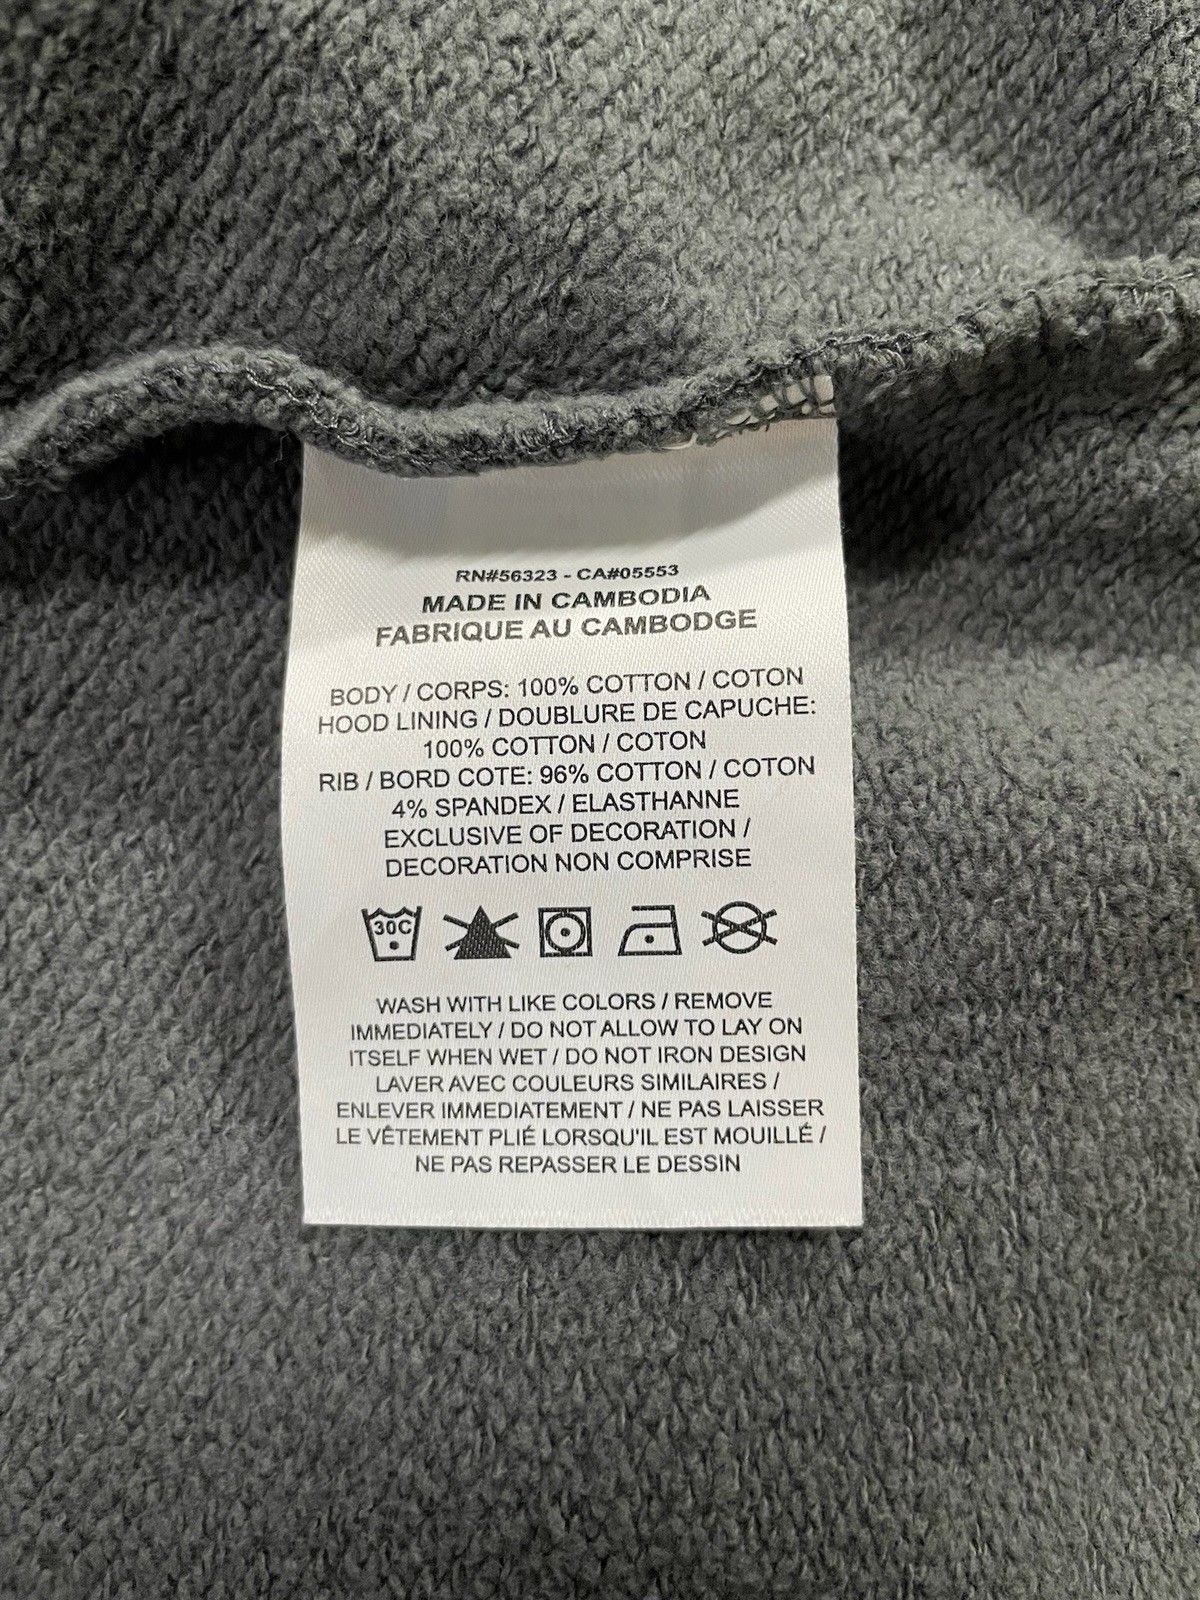 RN#56323 - CA#05553
MADE IN CAMBODIA
FABRIQUE AU CAMBODGE
BODY / CORPS: 100% COTTON / COTON
HOOD LINING / DOUBLURE DE CAPUCHE:
100% COTTON / COTON
RIB / BORD COTE: 96% COTTON / COTON
4% SPANDEX / ELASTHANNE
EXCLUSIVE OF DECORATION /
DECORATION NON COMPRISE
30C
WASH WITH LIKE COLORS / REMOVE
IMMEDIATELY / DO NOT ALLOW TO LAY ON
ITSELF WHEN WET / DO NOT IRON DESIGN
LAVER AVEC COULEURS SIMILAIRES /
ENLEVER IMMEDIATEMENT / NE PAS LAISSER
LE VÊTEMENT PLIÉ LORSQU'IL EST MOUILLÉ /
NE PAS REPASSER LE DESSIN